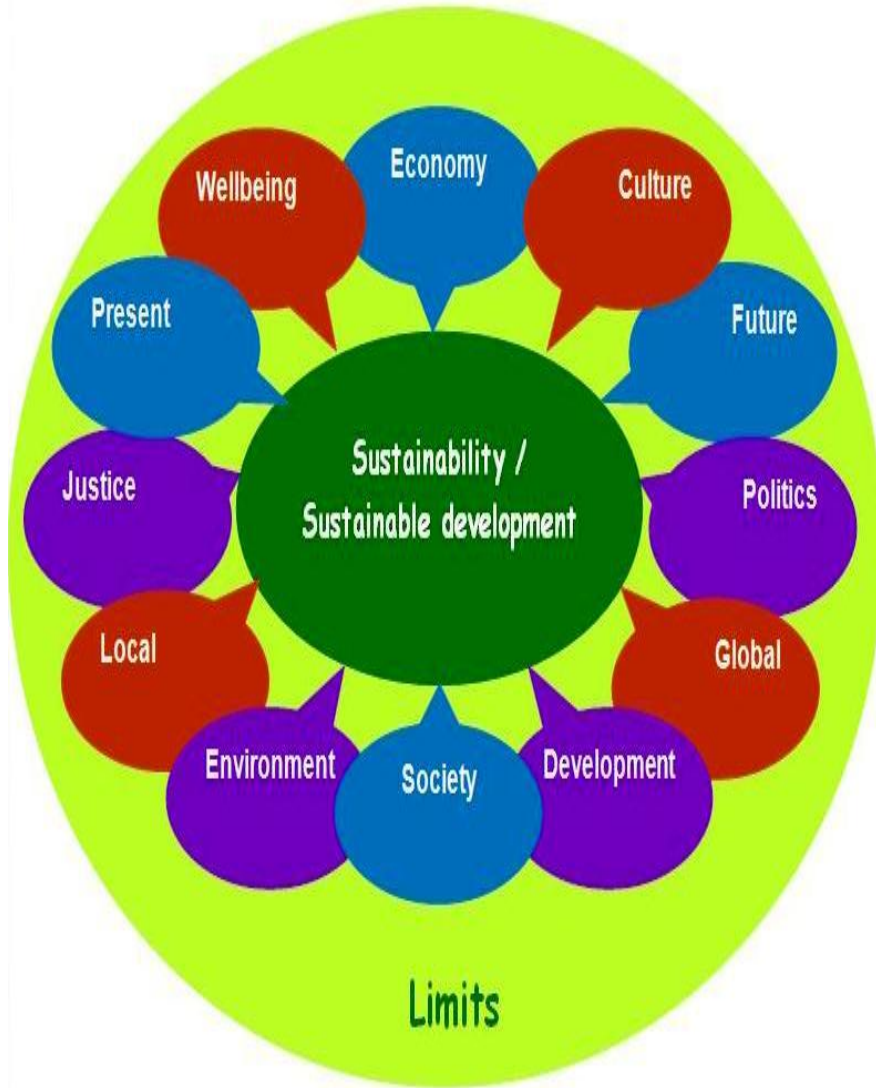 Economy
Wellbeing
Culture
Present
Future
Sustainability /
Sustainable development
Justice
Politics
Local
Global
Environment
Society
Development
Limits